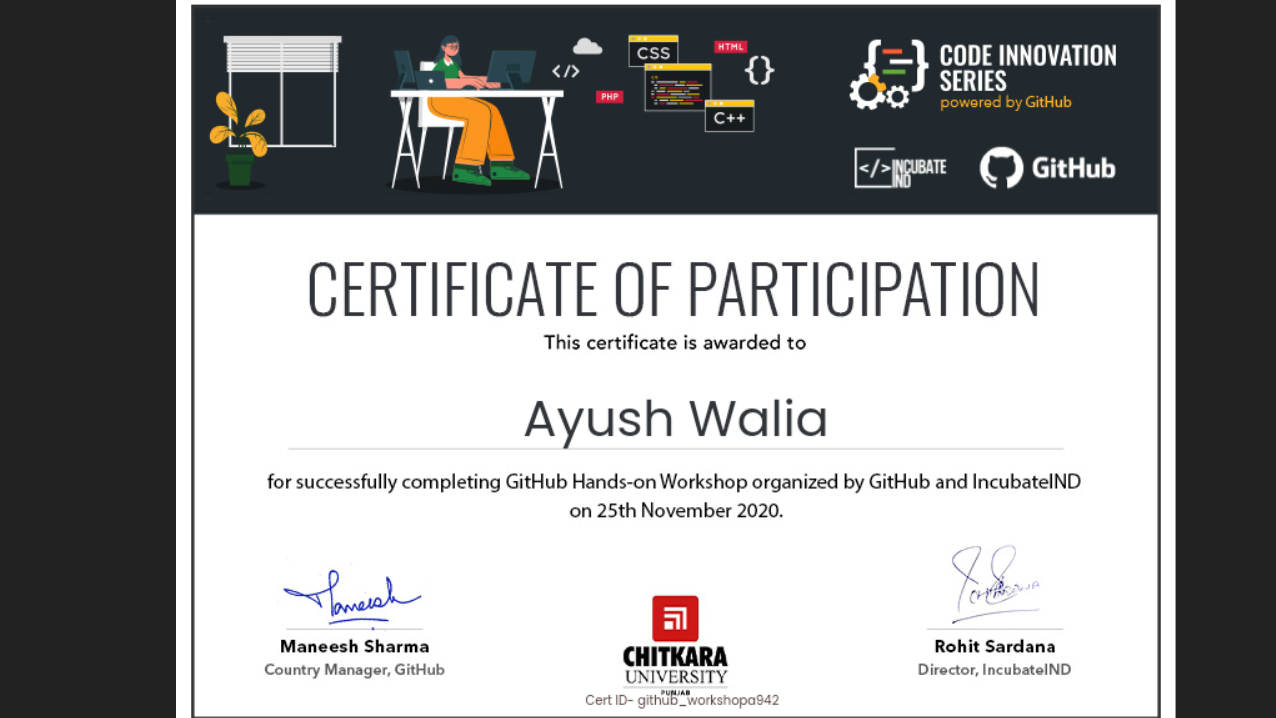 </>
CSS
HTML
{}
PHP
C++
CODE INNOVATION
SERIES
powered by GitHub
</>INCUBATE
IND
GitHub
CERTIFICATE OF PARTICIPATION
This certificate is awarded to
Ayush Walia
for successfully completing GitHub Hands-on Workshop organized by GitHub and IncubateIND
on 25th November 2020.
Maneesh
Maneesh Sharma
Country Manager, GitHub
CHITKARA
UNIVERSITY
PUNJAB
Rohit Sardana
Director, IncubateIND
Cert ID- github_workshopa942